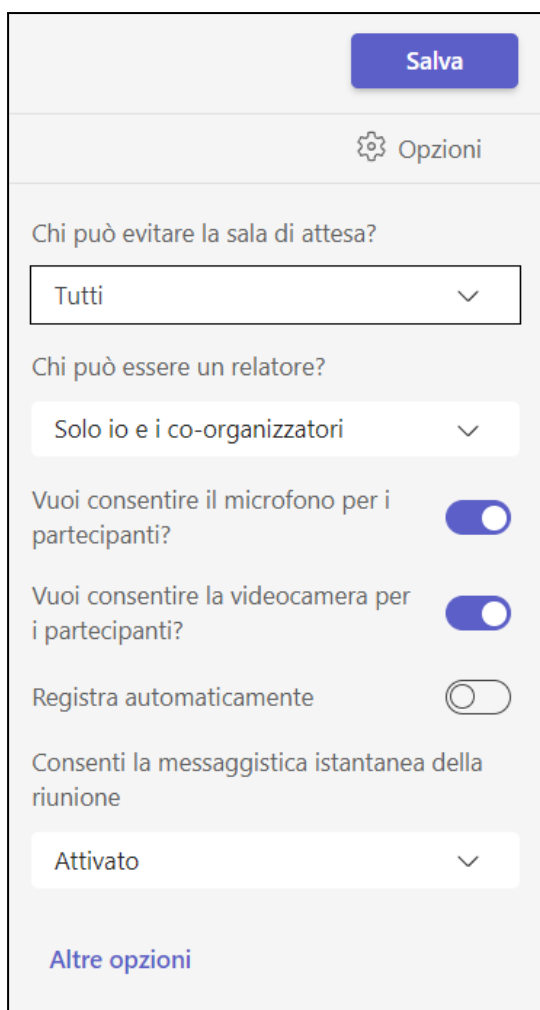 Salva
Opzioni
Chi può evitare la sala di attesa?
Tutti
Chi può essere un relatore?
Solo io e i co-organizzatori
Vuoi consentire il microfono per i
partecipanti?
Vuoi consentire la videocamera per
i partecipanti?
Registra automaticamente
Consenti la messaggistica istantanea della
riunione
Attivato
Altre opzioni